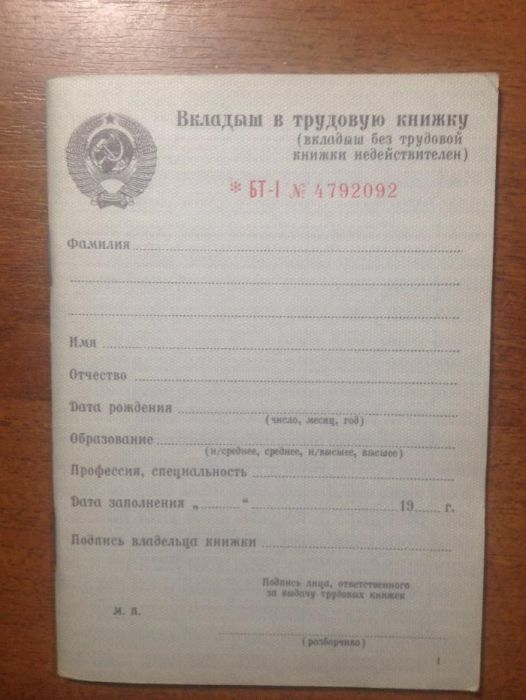 Вкладыш в трудовую книжку
(вкладыш без трудовой
книжки недействителен)
* БТ-I № 4792092
Фамилия
Имя
Отчество
Дата рождения
(число, месяц, год)
Образование
(н/среднее, среднее, н/высшее, высшее)
Профессия, специальность
Дата заполнения „ “ 19 г.
Подпись владельца книжки
Подпись лица, ответственного
за выдачу трудовых книжек
М. П.
(разборчиво)
1